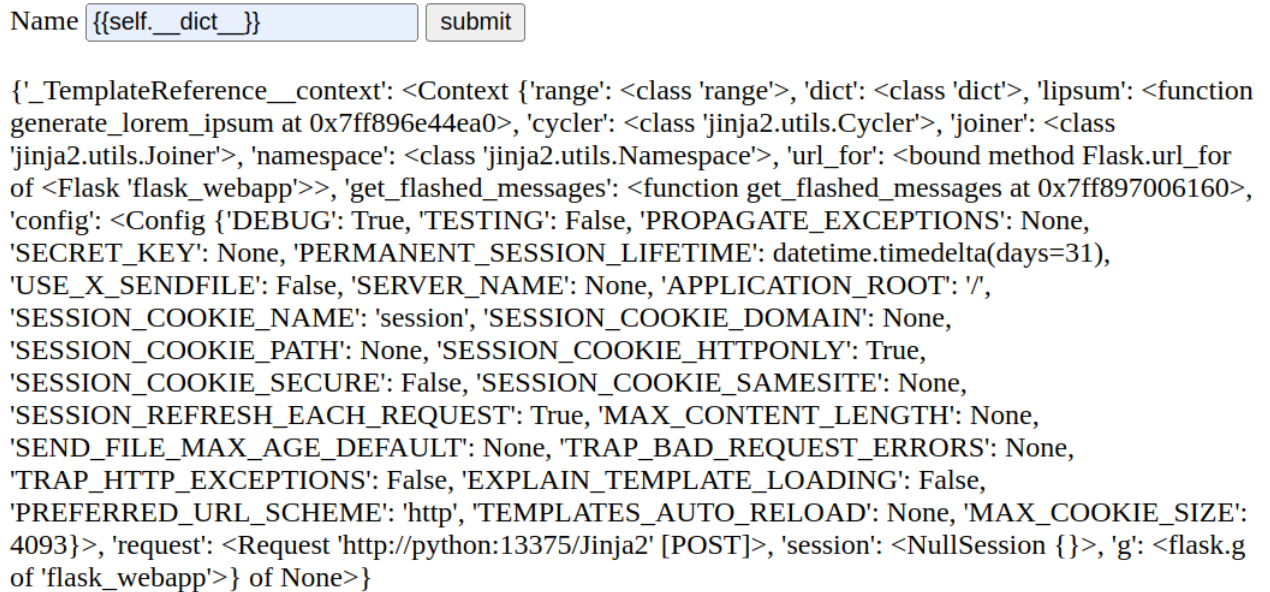 Name {{self.__dict__}} submit
{'_TemplateReference__context': <Context {'range': <class 'range'>, 'dict': <class 'dict'>, 'lipsum': <function
generate_lorem_ipsum at 0x7ff896e44ea0>, 'cycler': <class 'jinja2.utils.Cycler'>, 'joiner': <class
'jinja2.utils.Joiner'>, 'namespace': <class 'jinja2.utils.Namespace'>, 'url_for': <bound method Flask.url_for
of <Flask 'flask_webapp'>>, 'get_flashed_messages': <function get_flashed_messages at 0x7ff897006160>,
'config': <Config {'DEBUG': True, 'TESTING': False, 'PROPAGATE_EXCEPTIONS': None,
'SECRET_KEY': None, 'PERMANENT_SESSION_LIFETIME': datetime.timedelta(days=31),
'USE_X_SENDFILE': False, 'SERVER_NAME': None, 'APPLICATION_ROOT': '/',
'SESSION_COOKIE_NAME': 'session', 'SESSION_COOKIE_DOMAIN': None,
'SESSION_COOKIE_PATH': None, 'SESSION_COOKIE_HTTPONLY': True,
'SESSION_COOKIE_SECURE': False, 'SESSION_COOKIE_SAMESITE': None,
'SESSION_REFRESH_EACH_REQUEST': True, 'MAX_CONTENT_LENGTH': None,
'SEND_FILE_MAX_AGE_DEFAULT': None, 'TRAP_BAD_REQUEST_ERRORS': None,
'TRAP_HTTP_EXCEPTIONS': False, 'EXPLAIN_TEMPLATE_LOADING': False,
'PREFERRED_URL_SCHEME': 'http', 'TEMPLATES_AUTO_RELOAD': None, 'MAX_COOKIE_SIZE':
4093}>, 'request': <Request 'http://python:13375/Jinja2' [POST]>, 'session': <NullSession {}>, 'g': <flask.g
of 'flask_webapp'>} of None>}